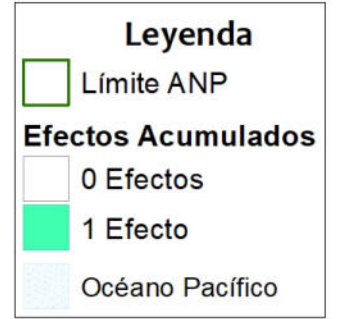 Leyenda
Límite ANP
Efectos Acumulados
0 Efectos
1 Efecto
Océano Pacífico